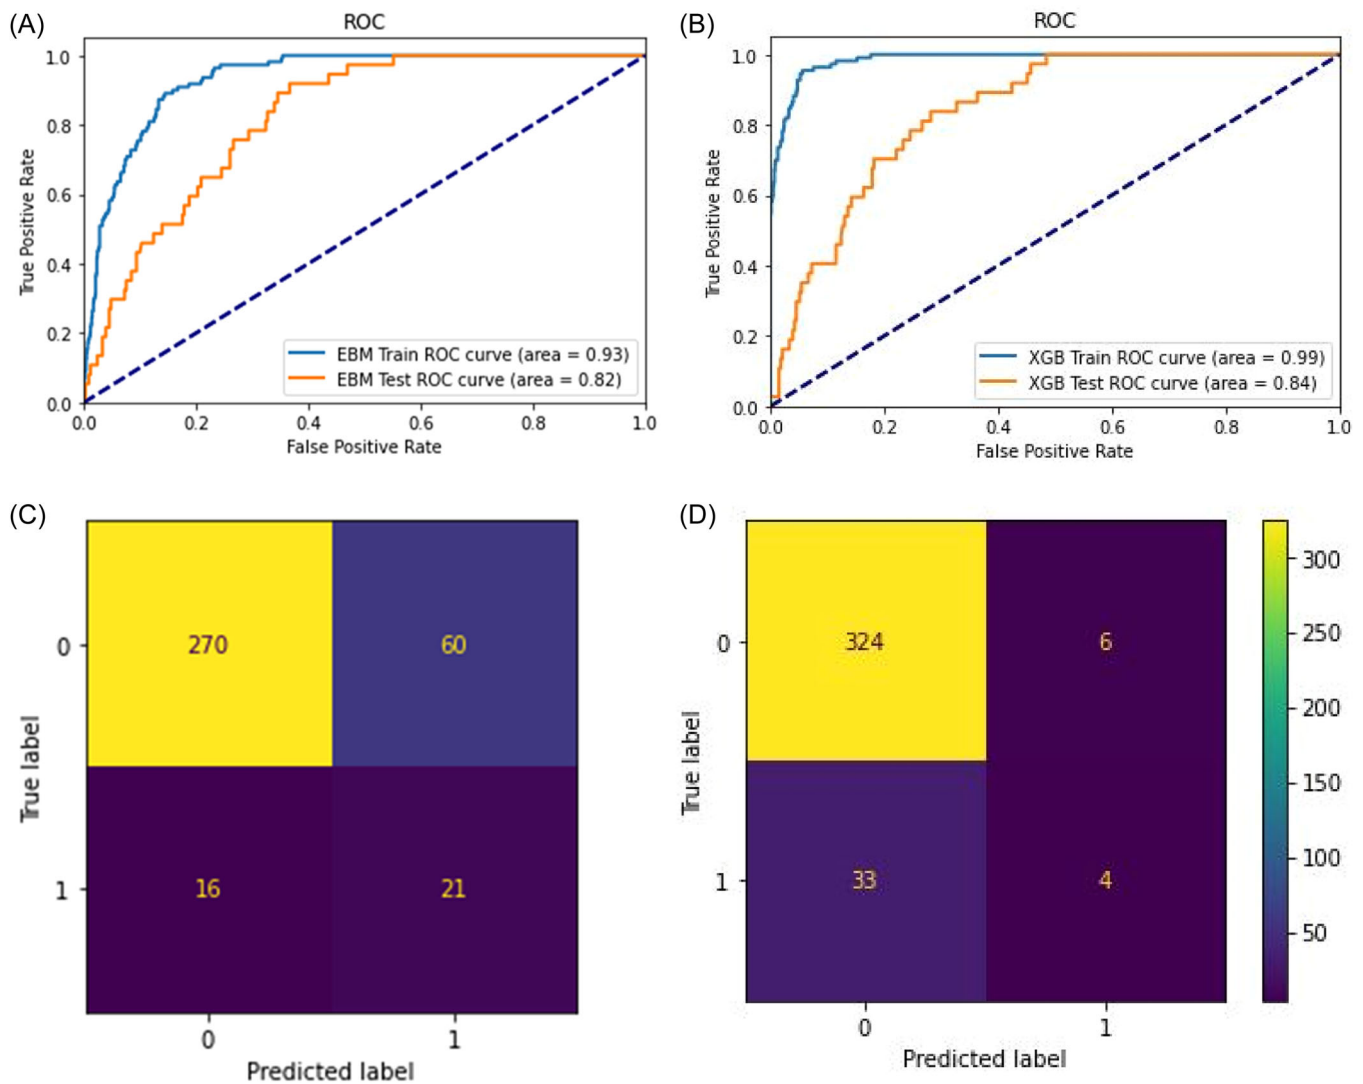 (A)
ROC
1.0
0.8
0.6
0.4
0.2
0.0
True Positive Rate
EBM Train ROC curve (area = 0.93)
EBM Test ROC curve (area = 0.82)
0.0 0.2 0.4 0.6 0.8 1.0
False Positive Rate
(B)
ROC
1.0
0.8
0.6
0.4
0.2
0.0
True Positive Rate
XGB Train ROC curve (area = 0.99)
XGB Test ROC curve (area = 0.84)
0.0 0.2 0.4 0.6 0.8 1.0
False Positive Rate
(C)
True label
0
270 60
1
16 21
0 1
Predicted label
(D)
True label
0
324 6
1
33 4
0 1
Predicted label
300
250
200
150
100
50